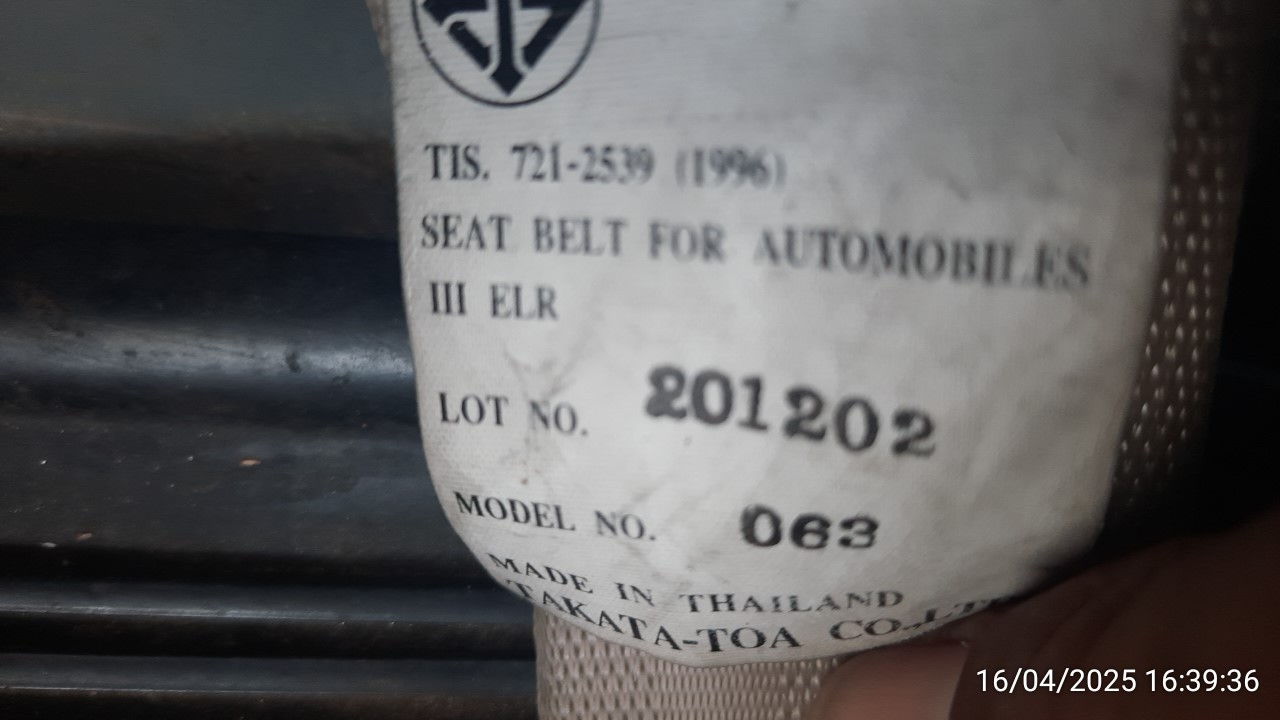 TIS. 721-2539 (1996)
SEAT BELT FOR AUTOMOBILES
III ELR
LOT NO. 201202
MODEL NO. 063
MADE IN THAILAND
TAKATA-TOA CO.,LT
16/04/2025 16:39:36